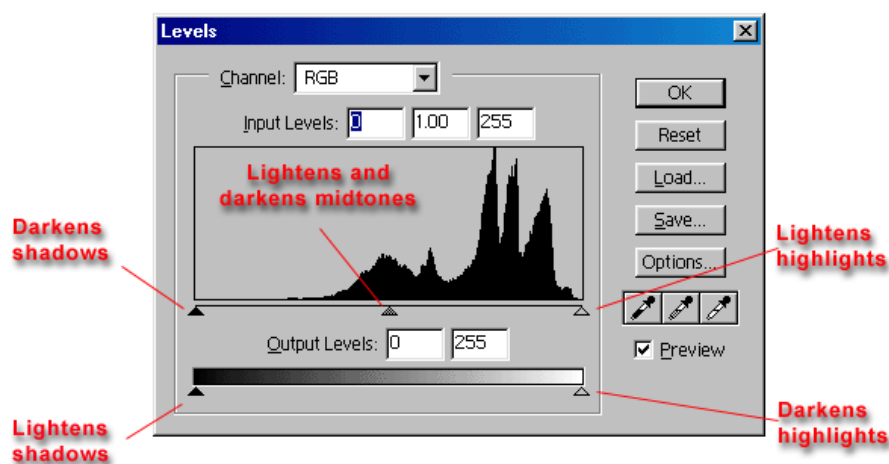 Levels
Channel: RGB
Input Levels: 0 1.00 255
Lightens and
darkens midtones
Darkens
shadows
Lightens
highlights
Output Levels: 0 255
Lightens
shadows
Darkens
highlights
OK
Reset
Load...
Save...
Options...
Preview